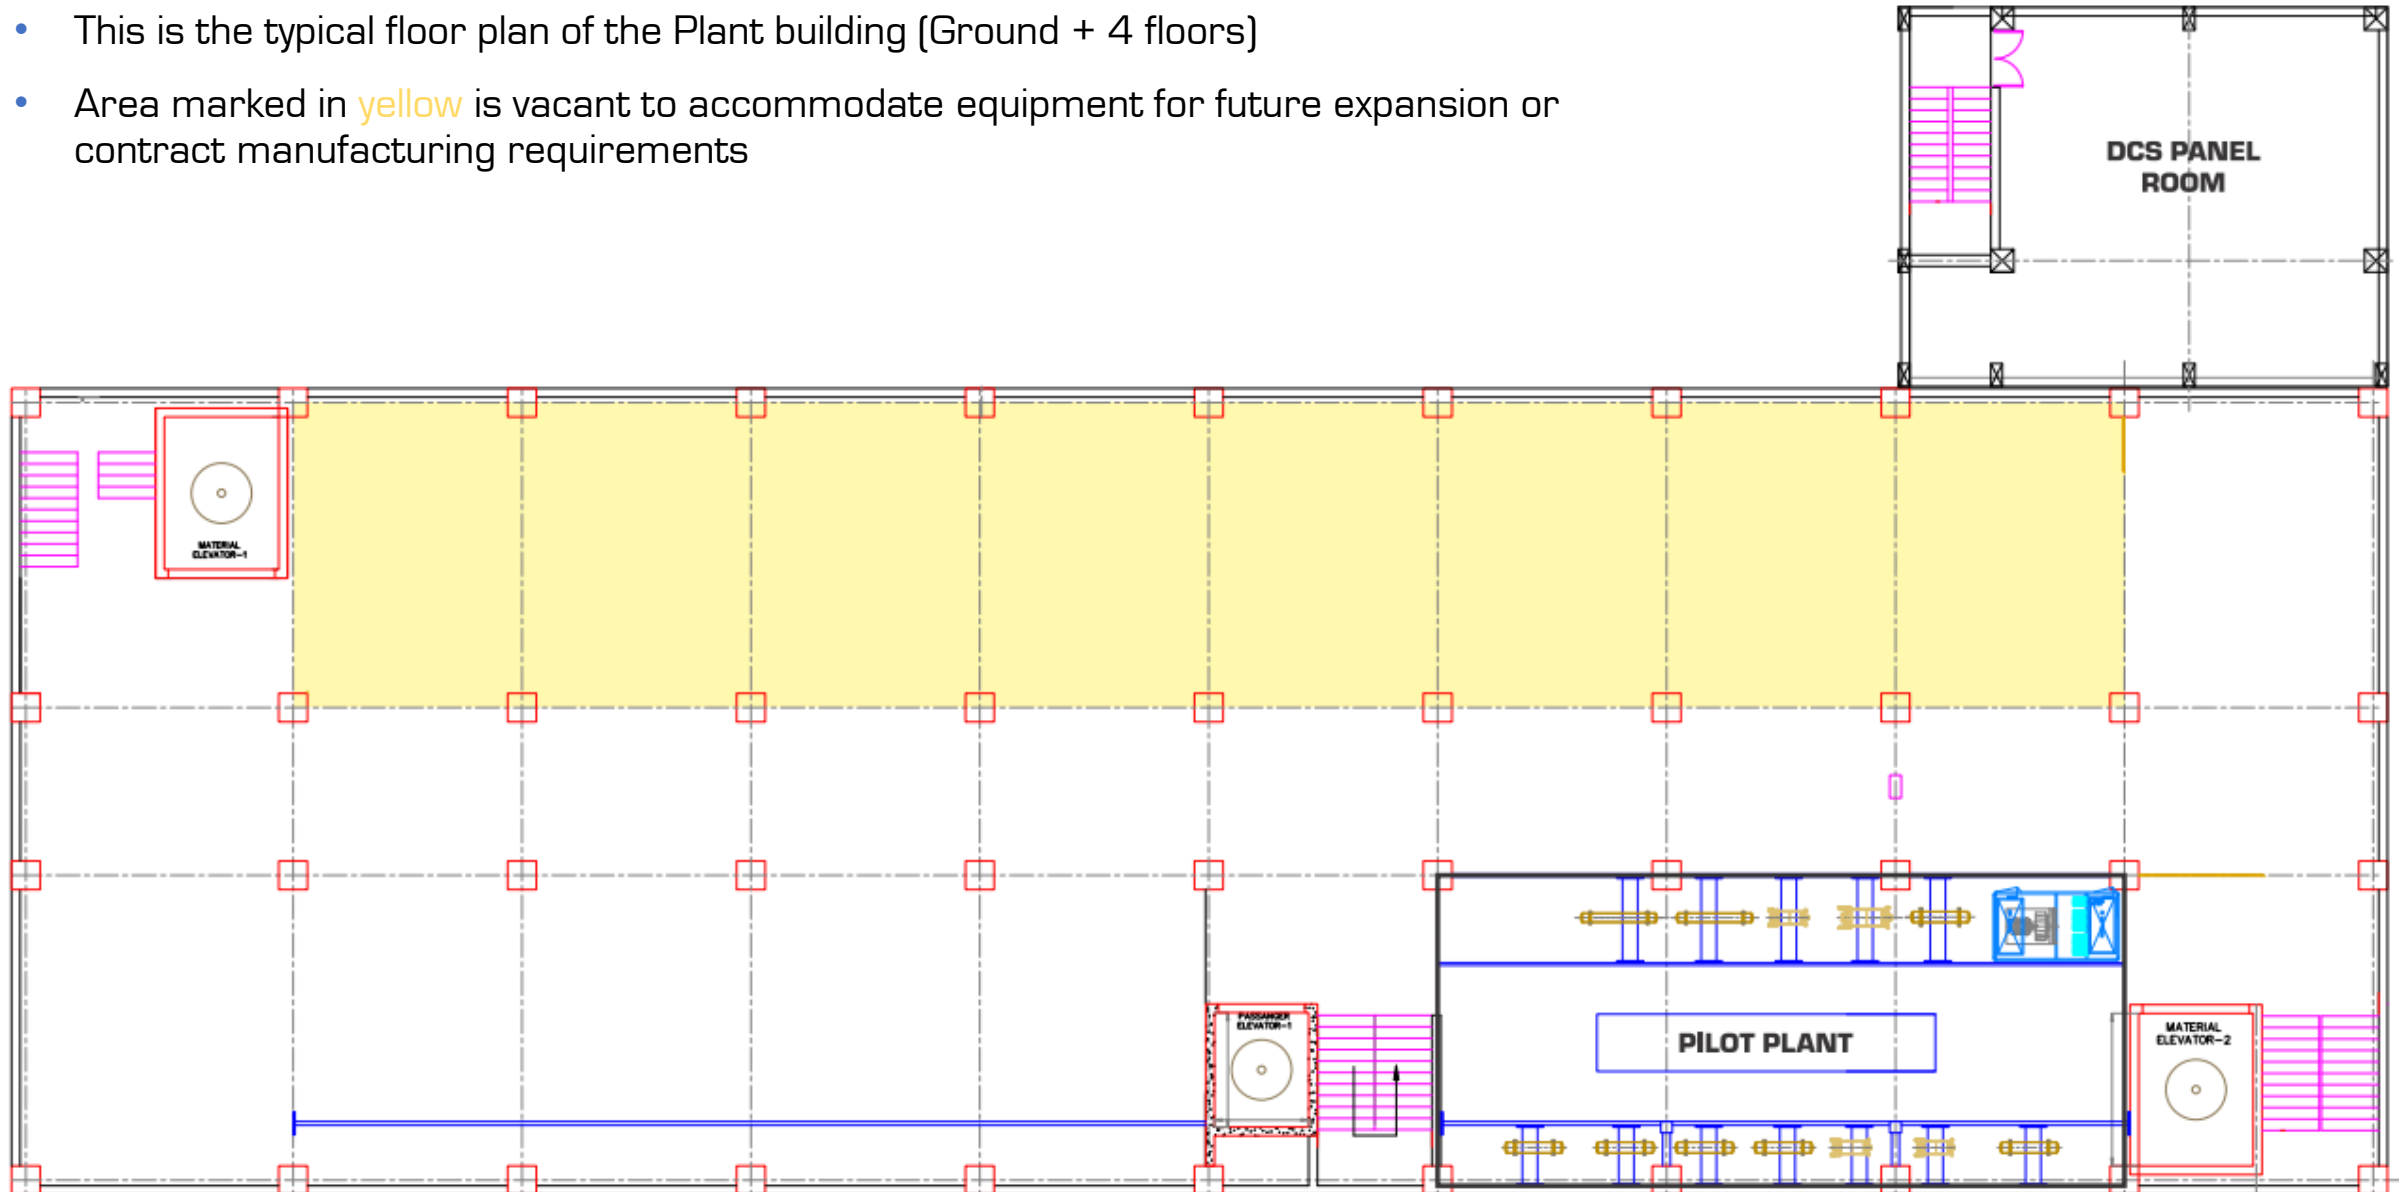 • This is the typical floor plan of the Plant building (Ground + 4 floors)
• Area marked in yellow is vacant to accommodate equipment for future expansion or
contract manufacturing requirements
DCS PANEL
ROOM
MATERIAL
ELEVATOR-1
PASSANGER
ELEVATOR-1
PILOT PLANT
MATERIAL
ELEVATOR-2